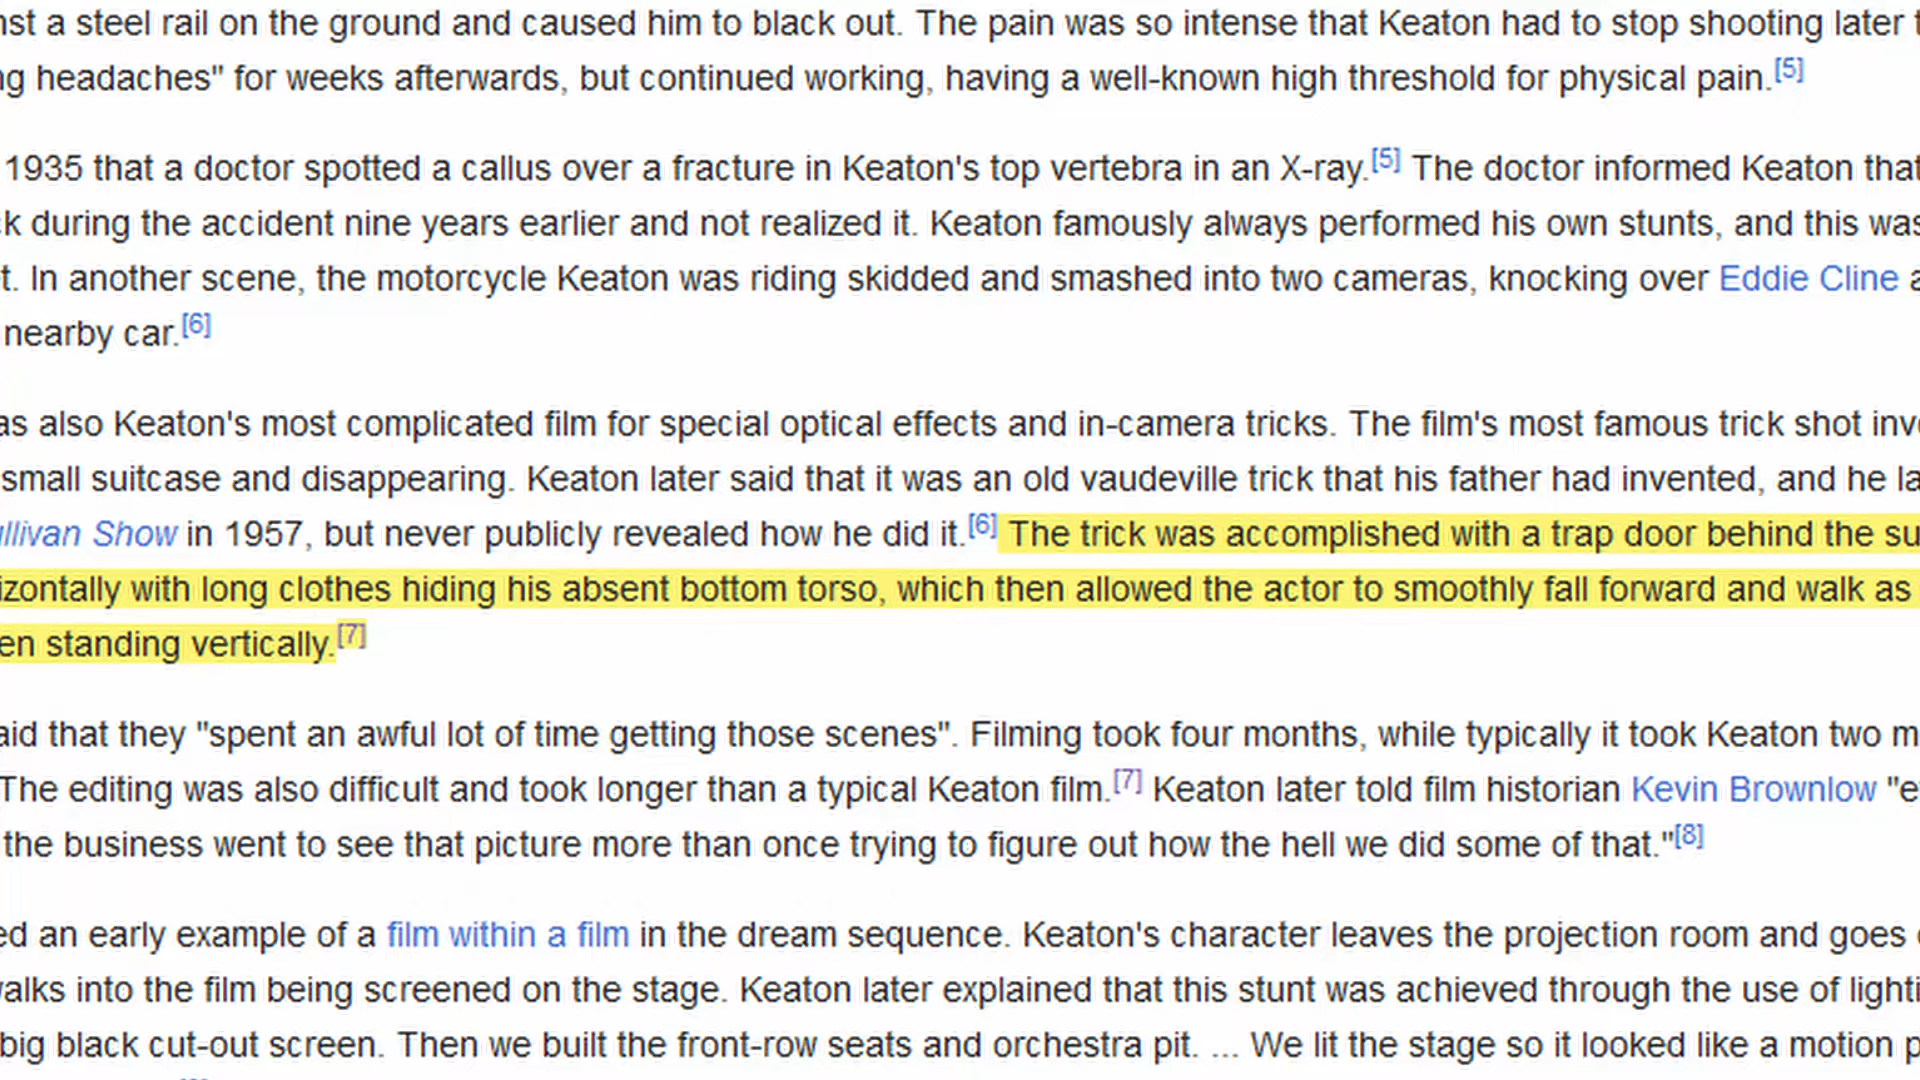 nst a steel rail on the ground and caused him to black out. The pain was so intense that Keaton had to stop shooting later t
ng headaches" for weeks afterwards, but continued working, having a well-known high threshold for physical pain.[5]
1935 that a doctor spotted a callus over a fracture in Keaton's top vertebra in an X-ray.[5] The doctor informed Keaton that
ck during the accident nine years earlier and not realized it. Keaton famously always performed his own stunts, and this was
t. In another scene, the motorcycle Keaton was riding skidded and smashed into two cameras, knocking over Eddie Cline a
nearby car.[6]
as also Keaton's most complicated film for special optical effects and in-camera tricks. The film's most famous trick shot inv
small suitcase and disappearing. Keaton later said that it was an old vaudeville trick that his father had invented, and he la
ullivan Show in 1957, but never publicly revealed how he did it.[6] The trick was accomplished with a trap door behind the su
izontally with long clothes hiding his absent bottom torso, which then allowed the actor to smoothly fall forward and walk as
en standing vertically.[7]
aid that they "spent an awful lot of time getting those scenes". Filming took four months, while typically it took Keaton two m
The editing was also difficult and took longer than a typical Keaton film.[7] Keaton later told film historian Kevin Brownlow "e
the business went to see that picture more than once trying to figure out how the hell we did some of that."[8]
ed an early example of a film within a film in the dream sequence. Keaton's character leaves the projection room and goes
walks into the film being screened on the stage. Keaton later explained that this stunt was achieved through the use of lighti
big black cut-out screen. Then we built the front-row seats and orchestra pit. ... We lit the stage so it looked like a motion p